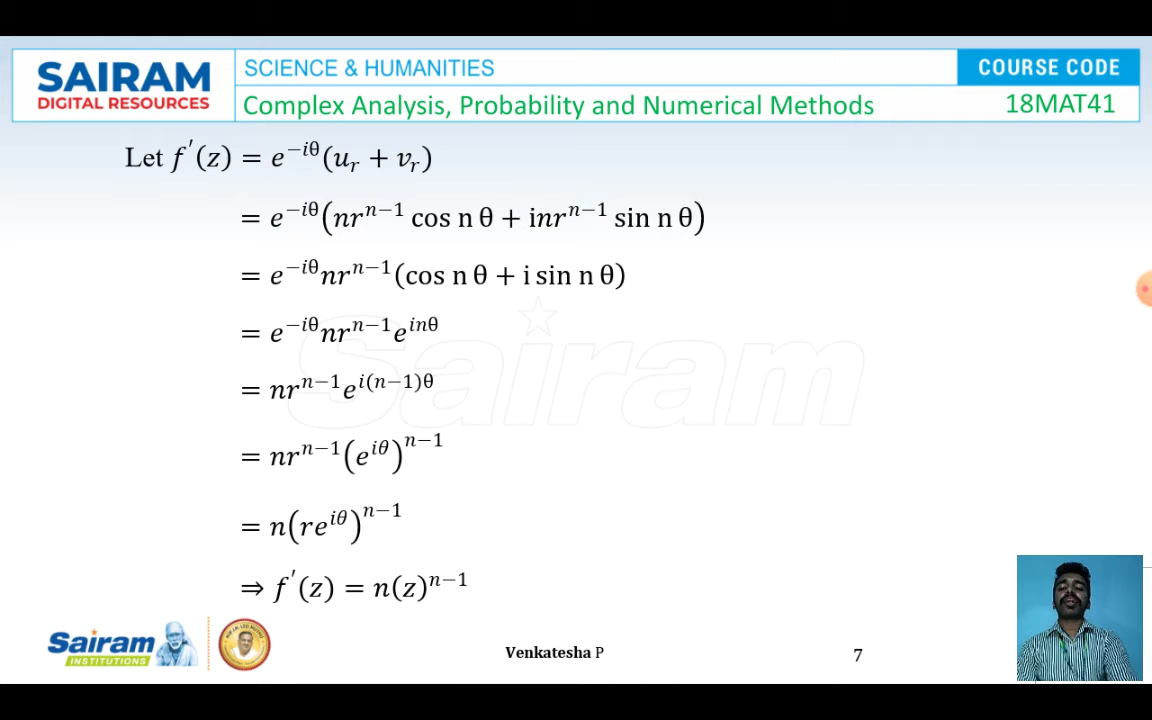 SAIRAM
DIGITAL RESOURCES
SCIENCE & HUMANITIES
COURSE CODE
Complex Analysis, Probability and Numerical Methods
18MAT41
Let f′(z) = e^{−iθ}(u_r + v_r)
= e^{−iθ}(nr^{n−1} cos n θ + inr^{n−1} sin n θ)
= e^{−iθ}nr^{n−1}(cos n θ + i sin n θ)
= e^{−iθ}nr^{n−1}e^{inθ}
= nr^{n−1}e^{i(n−1)θ}
= nr^{n−1}(e^{iθ})^{n−1}
= n(re^{iθ})^{n−1}
⇒ f′(z) = n(z)^{n−1}
Sairam
Sairam
INSTITUTIONS
Venkatesha P
7